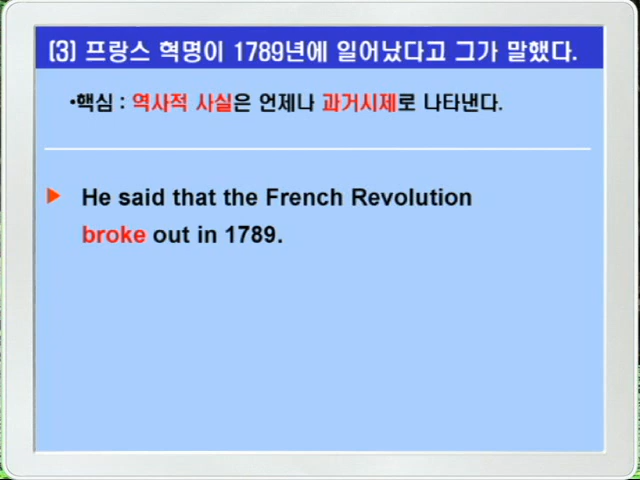 (3) 프랑스 혁명이 1789년에 일어났다고 그가 말했다.
•핵심 : 역사적 사실은 언제나 과거시제로 나타낸다.
He said that the French Revolution
broke out in 1789.